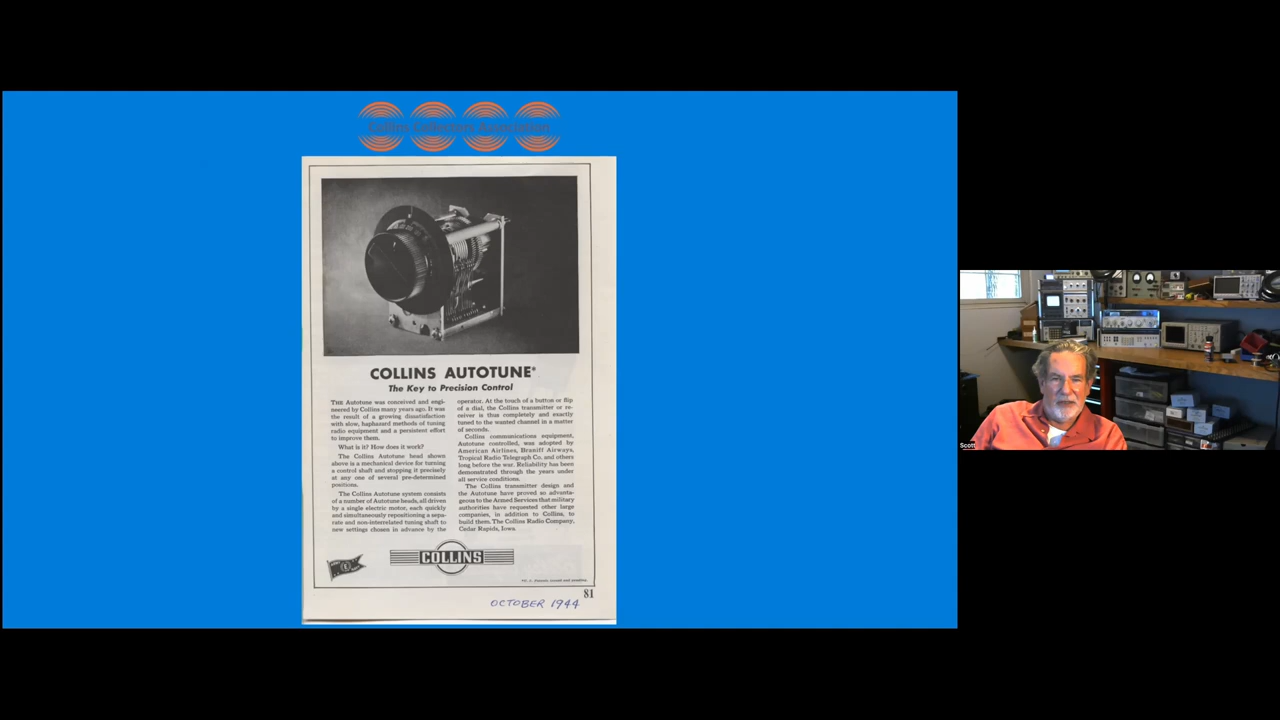 Collins Collectors Association
COLLINS AUTOTUNE*
The Key to Precision Control
THE Autotune was conceived and engi-
neered by Collins many years ago. It was
the result of a growing dissatisfaction
with slow, haphazard methods of tuning
radio equipment and a persistent effort
to improve them.
What is it? How does it work?
The Collins Autotune head shown
above is a mechanical device for turning
a control shaft and stopping it precisely
at any one of several pre-determined
positions.
The Collins Autotune system consists
of a number of Autotune heads, all driven
by a single electric motor, each quickly
and simultaneously repositioning a sepa-
rate and non-interrelated tuning shaft to
new settings chosen in advance by the
operator. At the touch of a button or flip
of a dial, the Collins transmitter or re-
ceiver is thus completely and exactly
tuned to the wanted channel in a matter
of seconds.
Collins communications equipment,
Autotune controlled, was adopted by
American Airlines, Braniff Airways,
Tropical Radio Telegraph Co. and others
long before the war. Reliability has been
demonstrated through the years under
all service conditions.
The Collins transmitter design and
the Autotune have proved so advanta-
geous to the Armed Services that military
authorities have requested other large
companies, in addition to Collins, to
build them. The Collins Radio Company,
Cedar Rapids, Iowa
COLLINS
81
OCTOBER 1944
Scott